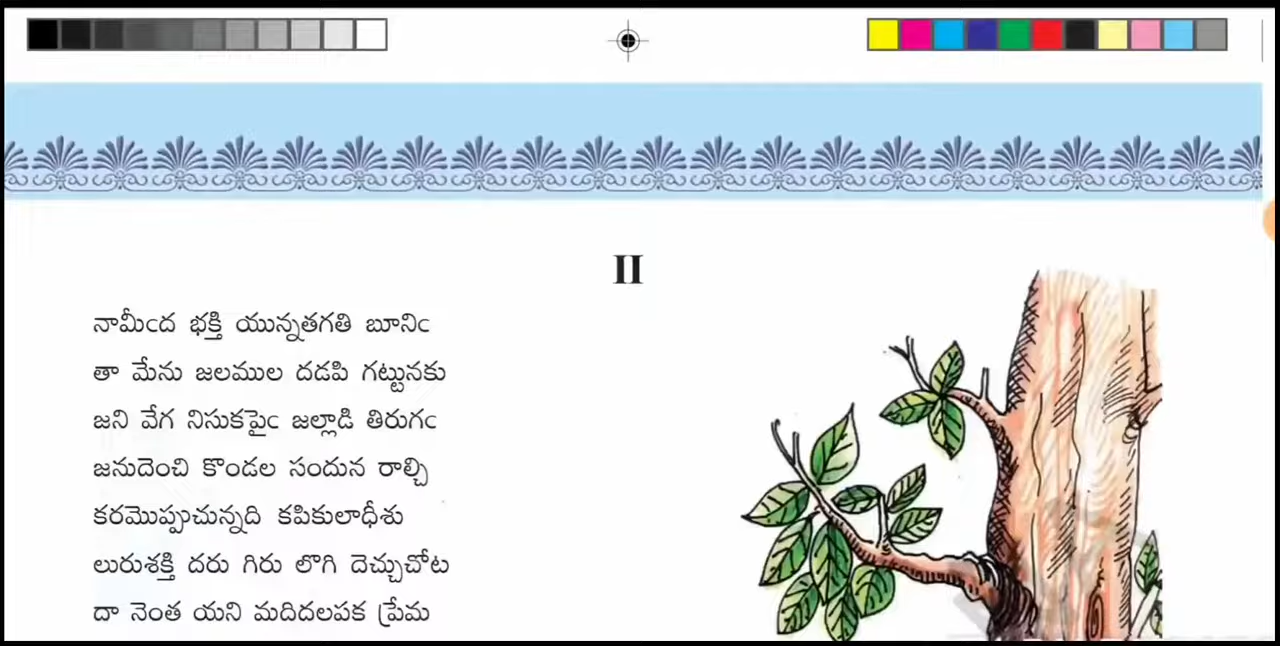 II
నామీఁద భక్తి యున్నతగతి బూనిఁ
తా మేను జలముల దడపి గట్టునకు
జని వేగ నిసుకపైఁ జల్లాడి తిరుగఁ
జనుదెంచి కొండల సందున రాల్చి
కరమొప్పుచున్నది కపికులాధీశు
లురుశక్తి దరు గిరు లొగి దెచ్చుచోట
దా నెంత యని మదిదలపక ప్రేమ